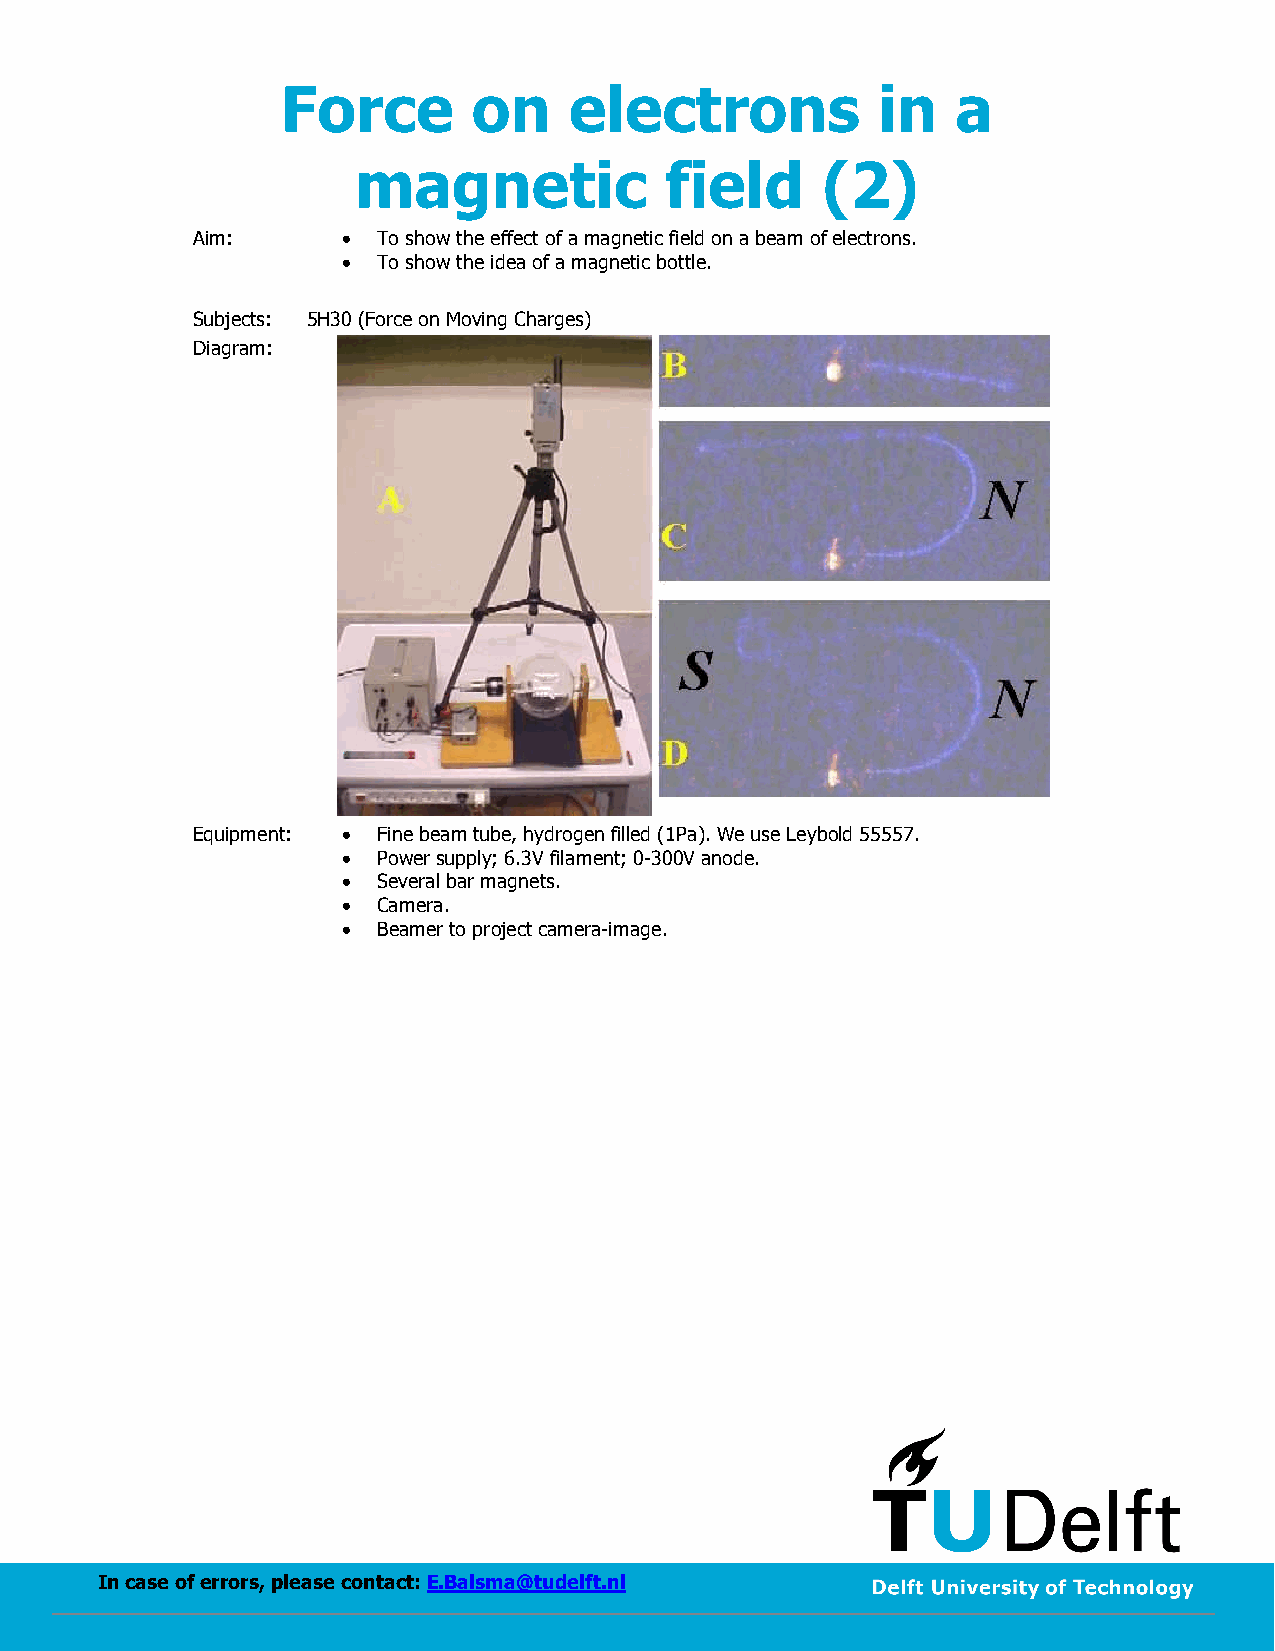 Force on electrons in a
magnetic field (2)
Aim: • To show the effect of a magnetic field on a beam of electrons.
• To show the idea of a magnetic bottle.
Subjects: 5H30 (Force on Moving Charges)
Diagram:
A
B
N
C
S
N
D
Equipment: • Fine beam tube, hydrogen filled (1Pa). We use Leybold 55557.
• Power supply; 6.3V filament; 0-300V anode.
• Several bar magnets.
• Camera.
• Beamer to project camera-image.
TUDelft
In case of errors, please contact: E.Balsma@tudelft.nl
Delft University of Technology